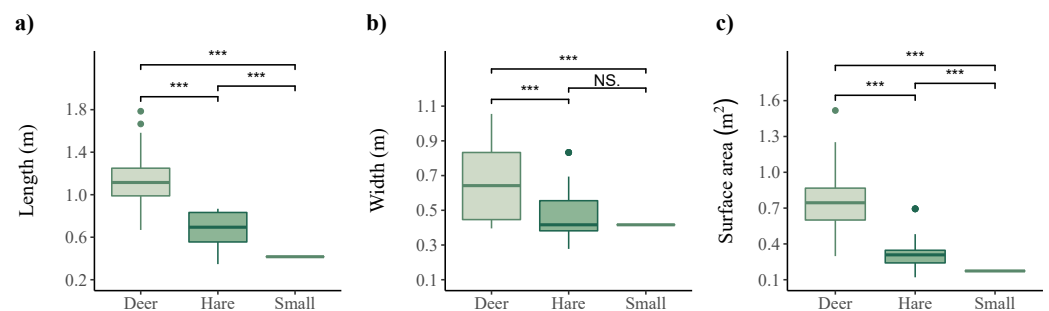 a)
***
***
***
1.8
1.4
1.0
0.6
0.2
Length (m)
Deer
Hare
Small
b)
***
***
NS.
1.1
0.9
0.7
0.5
0.3
0.1
Width (m)
Deer
Hare
Small
c)
***
***
***
1.6
1.3
1.0
0.7
0.4
0.1
Surface area (m²)
Deer
Hare
Small